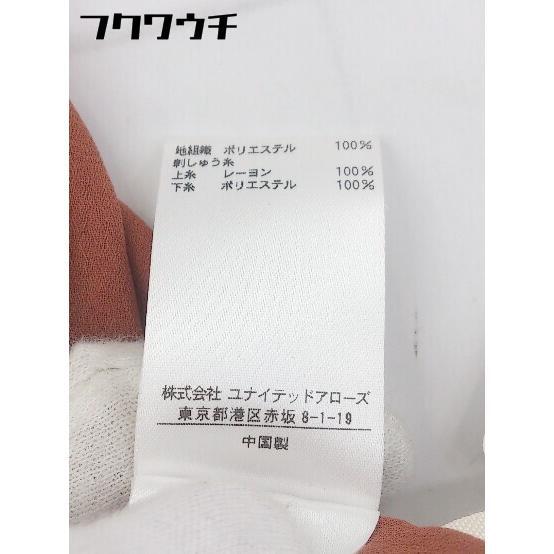 フクワウチ
地組織 ポリエステル 100%
刺しゅう糸
上糸 レーヨン 100%
下糸 ポリエステル 100%
株式会社 ユナイテッドアローズ
東京都港区赤坂 8-1-19
中国製